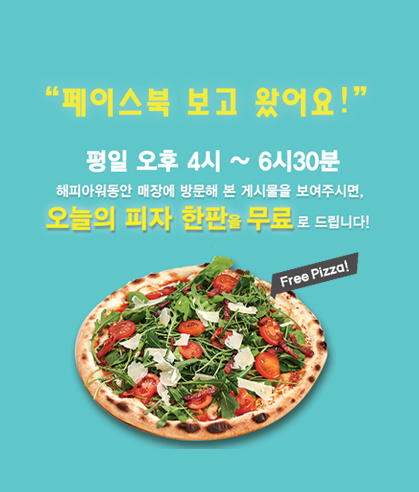 “페이스북 보고 왔어요!”
평일 오후 4시 ~ 6시30분
해피아워동안 매장에 방문해 본 게시물을 보여주시면,
오늘의 피자 한판을 무료로 드립니다!
Free Pizza!